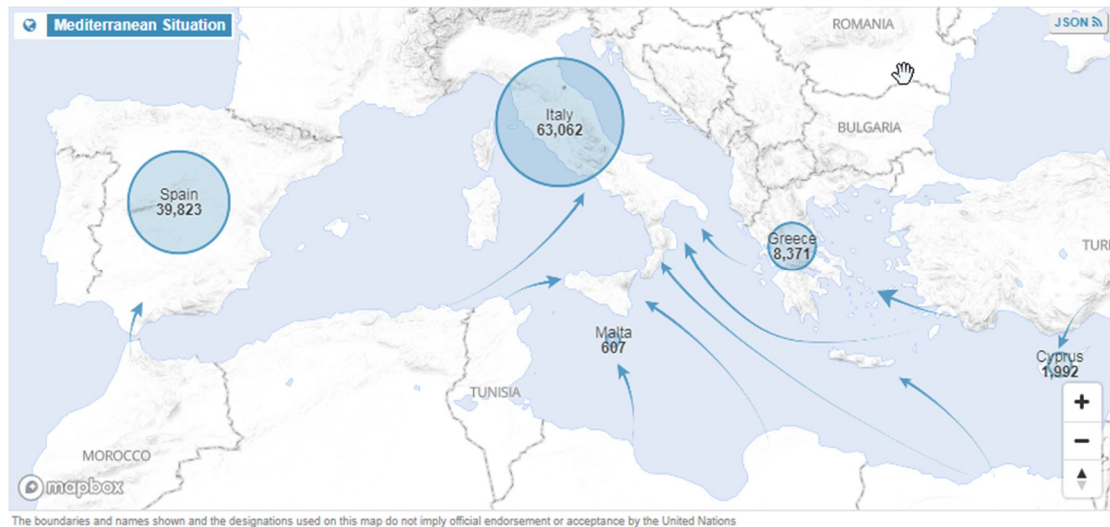 Mediterranean Situation
JSON
ROMANIA
Italy
63,062
BULGARIA
Spain
39,823
Greece
8,371
TUR
Malta
607
Cyprus
1,992
TUNISIA
MOROCCO
mapbox
The boundaries and names shown and the designations used on this map do not imply official endorsement or acceptance by the United Nations